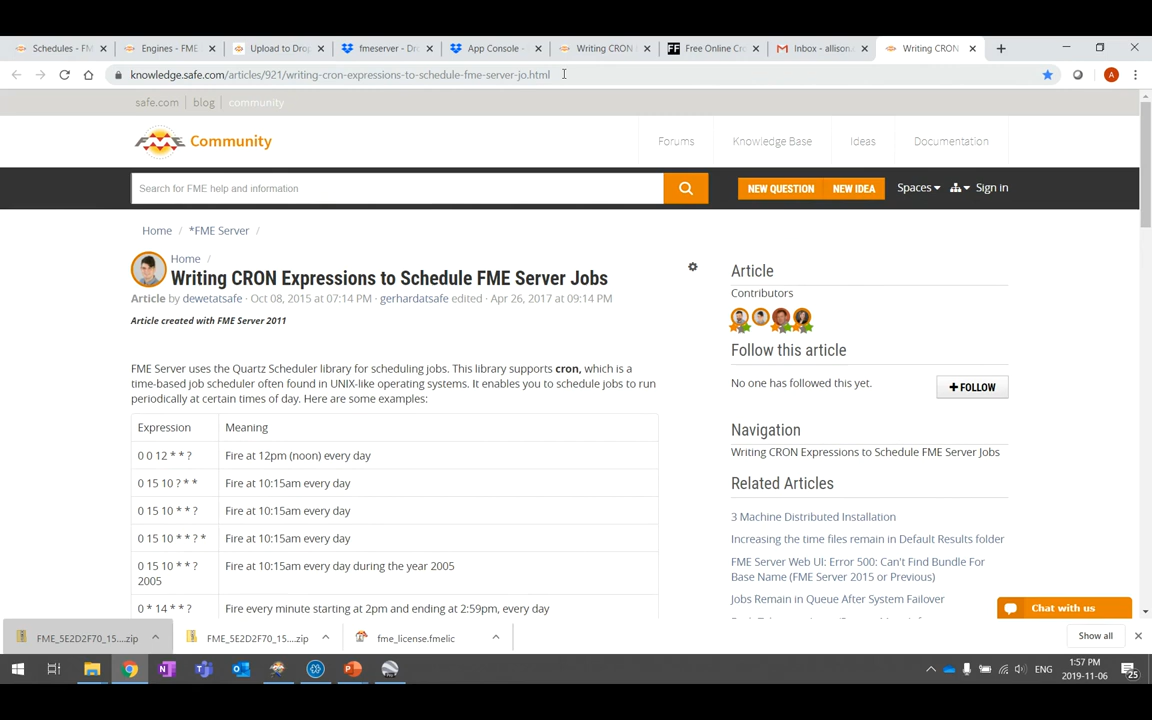 Schedules - FM
Engines - FME
Upload to Drop
fmeserver - Dr
App Console -
Writing CRON
Free Online Cro
Inbox - allison.
Writing CRON
knowledge.safe.com/articles/921/writing-cron-expressions-to-schedule-fme-server-jo.html
A
safe.com
blog
community
FME Community
Forums
Knowledge Base
Ideas
Documentation
Search for FME help and information
NEW QUESTION
NEW IDEA
Spaces
Sign in
Home / *FME Server /
Home /
Writing CRON Expressions to Schedule FME Server Jobs
Article by dewetatsafe · Oct 08, 2015 at 07:14 PM · gerhardatsafe edited · Apr 26, 2017 at 09:14 PM
Article created with FME Server 2011
FME Server uses the Quartz Scheduler library for scheduling jobs. This library supports cron, which is a
time-based job scheduler often found in UNIX-like operating systems. It enables you to schedule jobs to run
periodically at certain times of day. Here are some examples:
Expression Meaning
0 0 12 * * ? Fire at 12pm (noon) every day
0 15 10 ? * * Fire at 10:15am every day
0 15 10 * * ? Fire at 10:15am every day
0 15 10 * * ? * Fire at 10:15am every day
0 15 10 * * ? Fire at 10:15am every day during the year 2005
2005
0 * 14 * * ? Fire every minute starting at 2pm and ending at 2:59pm, every day
Article
Contributors
Follow this article
No one has followed this yet.
+ FOLLOW
Navigation
Writing CRON Expressions to Schedule FME Server Jobs
Related Articles
3 Machine Distributed Installation
Increasing the time files remain in Default Results folder
FME Server Web UI: Error 500: Can't Find Bundle For
Base Name (FME Server 2015 or Previous)
Jobs Remain in Queue After System Failover
Chat with us
FME_5E2D2F70_15....zip
FME_5E2D2F70_15....zip
fme_license.fmelic
Show all
ENG
1:57 PM
2019-11-06
25